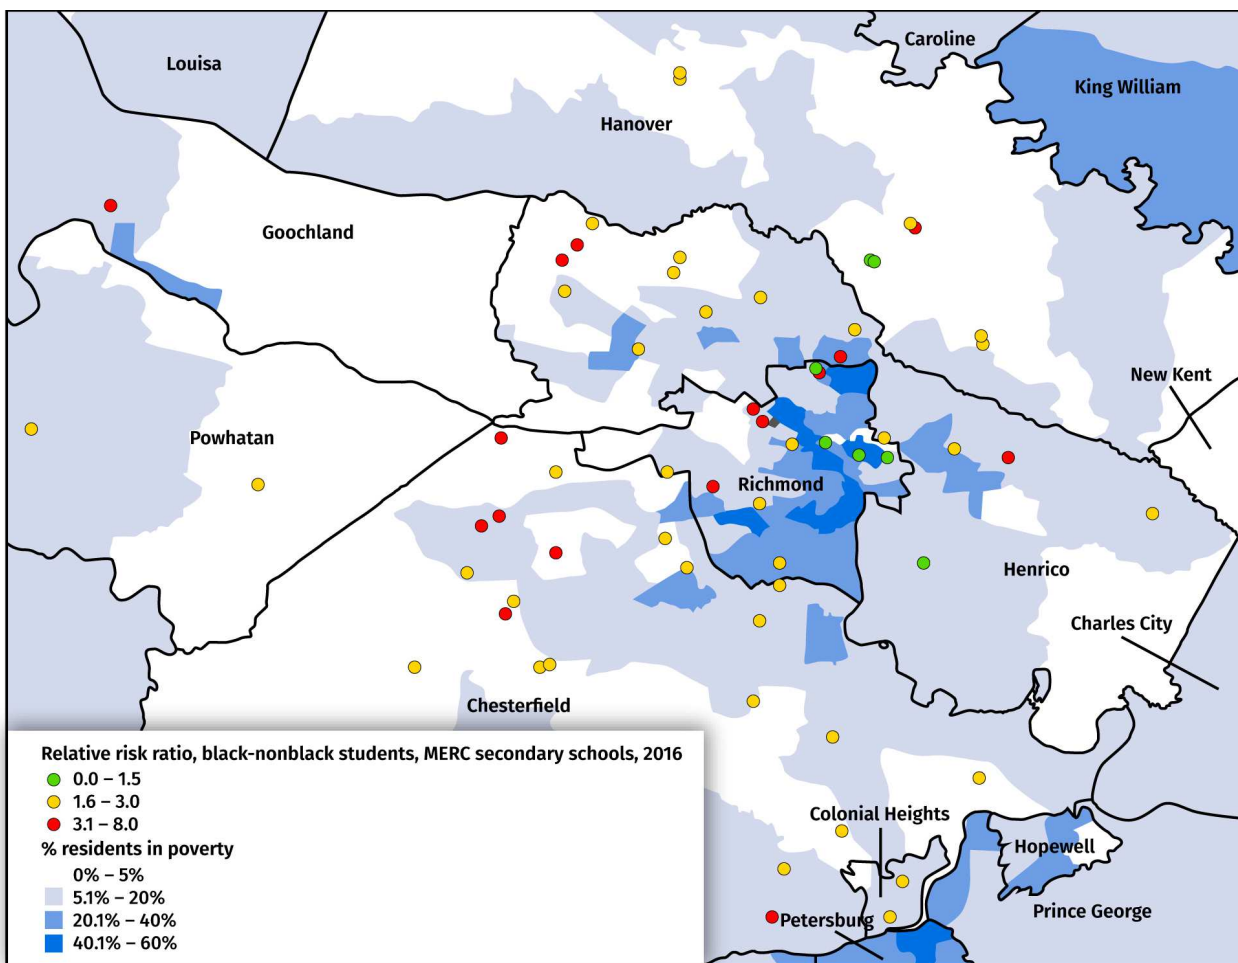 Caroline
Louisa
King William
Hanover
Goochland
New Kent
Powhatan
Richmond
Henrico
Charles City
Chesterfield
Relative risk ratio, black-nonblack students, MERC secondary schools, 2016
0.0 – 1.5
1.6 – 3.0
3.1 – 8.0
% residents in poverty
0% – 5%
5.1% – 20%
20.1% – 40%
40.1% – 60%
Colonial Heights
Hopewell
Prince George
Petersburg